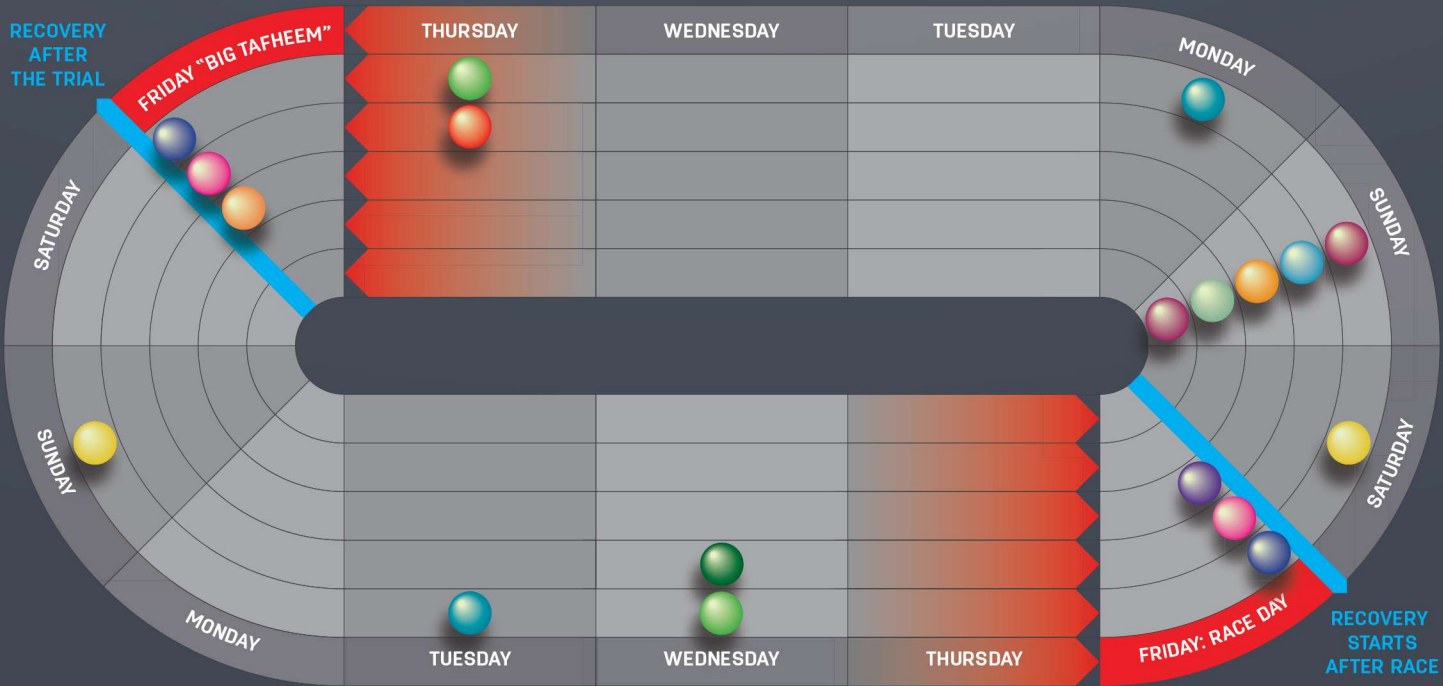 RECOVERY
AFTER
THE TRIAL
FRIDAY “BIG TAFHEEM”
THURSDAY
WEDNESDAY
TUESDAY
MONDAY
SUNDAY
SATURDAY
FRIDAY: RACE DAY
RECOVERY
STARTS
AFTER RACE
THURSDAY
WEDNESDAY
TUESDAY
MONDAY
SUNDAY
SATURDAY